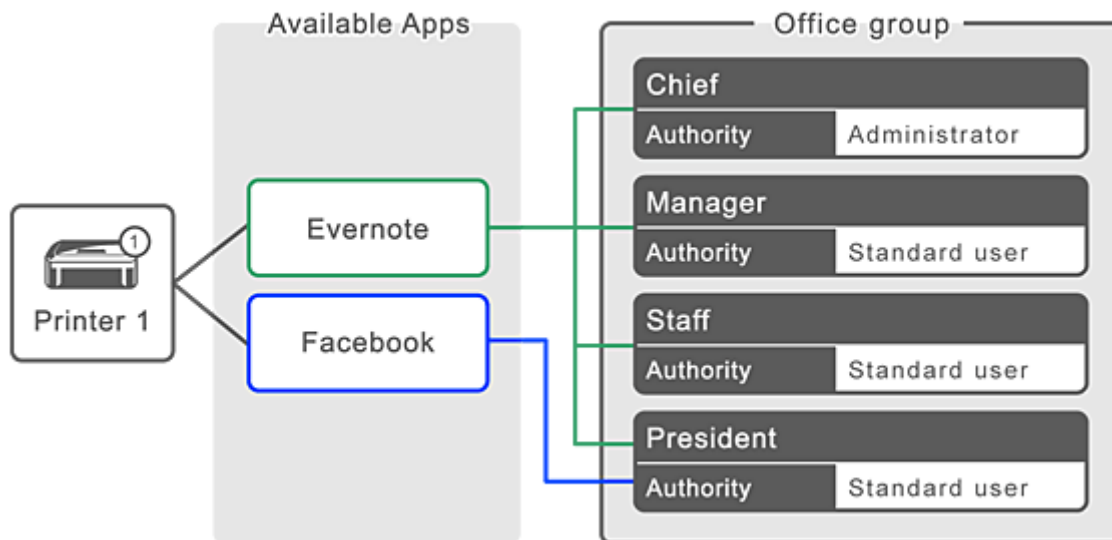 Available Apps
Office group
Chief
Authority Administrator
Evernote
Manager
Authority Standard user
1
Printer 1
Facebook
Staff
Authority Standard user
President
Authority Standard user